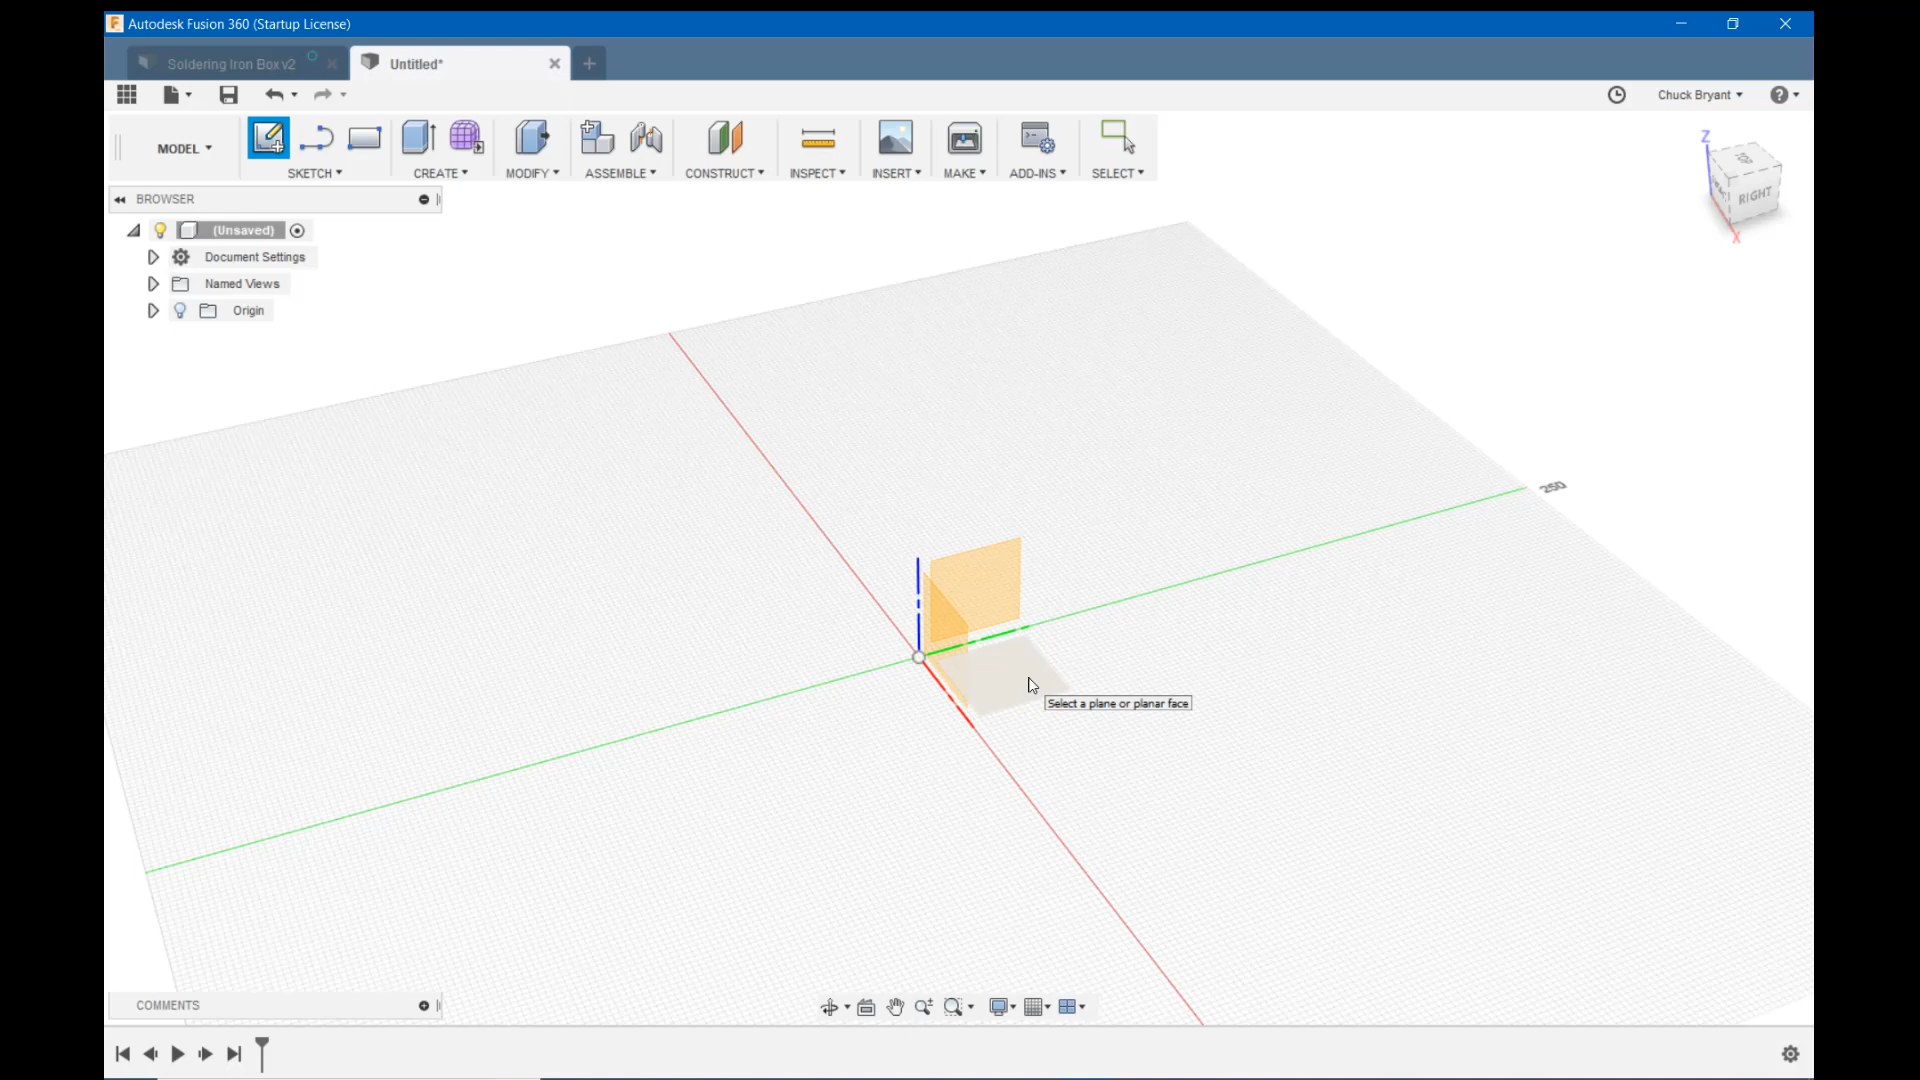 Autodesk Fusion 360 (Startup License)
Soldering Iron Box v2
Untitled*
Chuck Bryant
MODEL
SKETCH
CREATE
MODIFY
ASSEMBLE
CONSTRUCT
INSPECT
INSERT
MAKE
ADD-INS
SELECT
Z
TOP
RIGHT
X
BROWSER
(Unsaved)
Document Settings
Named Views
Origin
250
Select a plane or planar face
COMMENTS